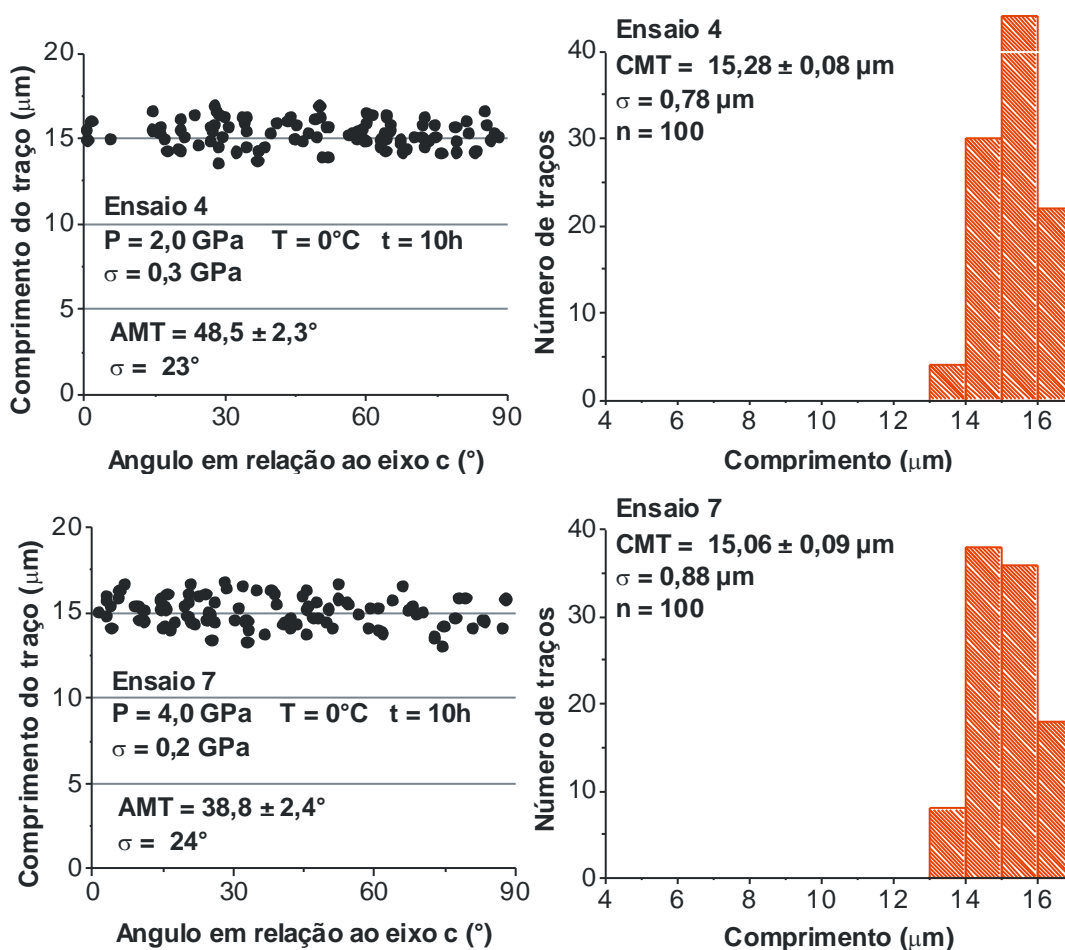 Comprimento do traço (μm)
20
15
10
5
0
Ensaio 4
P = 2,0 GPa T = 0°C t = 10h
σ = 0,3 GPa
AMT = 48,5 ± 2,3°
σ = 23°
0 30 60 90
Angulo em relação ao eixo c (°)
Número de traços
40
30
20
10
0
Ensaio 4
CMT = 15,28 ± 0,08 μm
σ = 0,78 μm
n = 100
4 6 8 10 12 14 16
Comprimento (μm)
Comprimento do traço (μm)
20
15
10
5
0
Ensaio 7
P = 4,0 GPa T = 0°C t = 10h
σ = 0,2 GPa
AMT = 38,8 ± 2,4°
σ = 24°
0 30 60 90
Angulo em relação ao eixo c (°)
Número de traços
40
30
20
10
0
Ensaio 7
CMT = 15,06 ± 0,09 μm
σ = 0,88 μm
n = 100
4 6 8 10 12 14 16
Comprimento (μm)